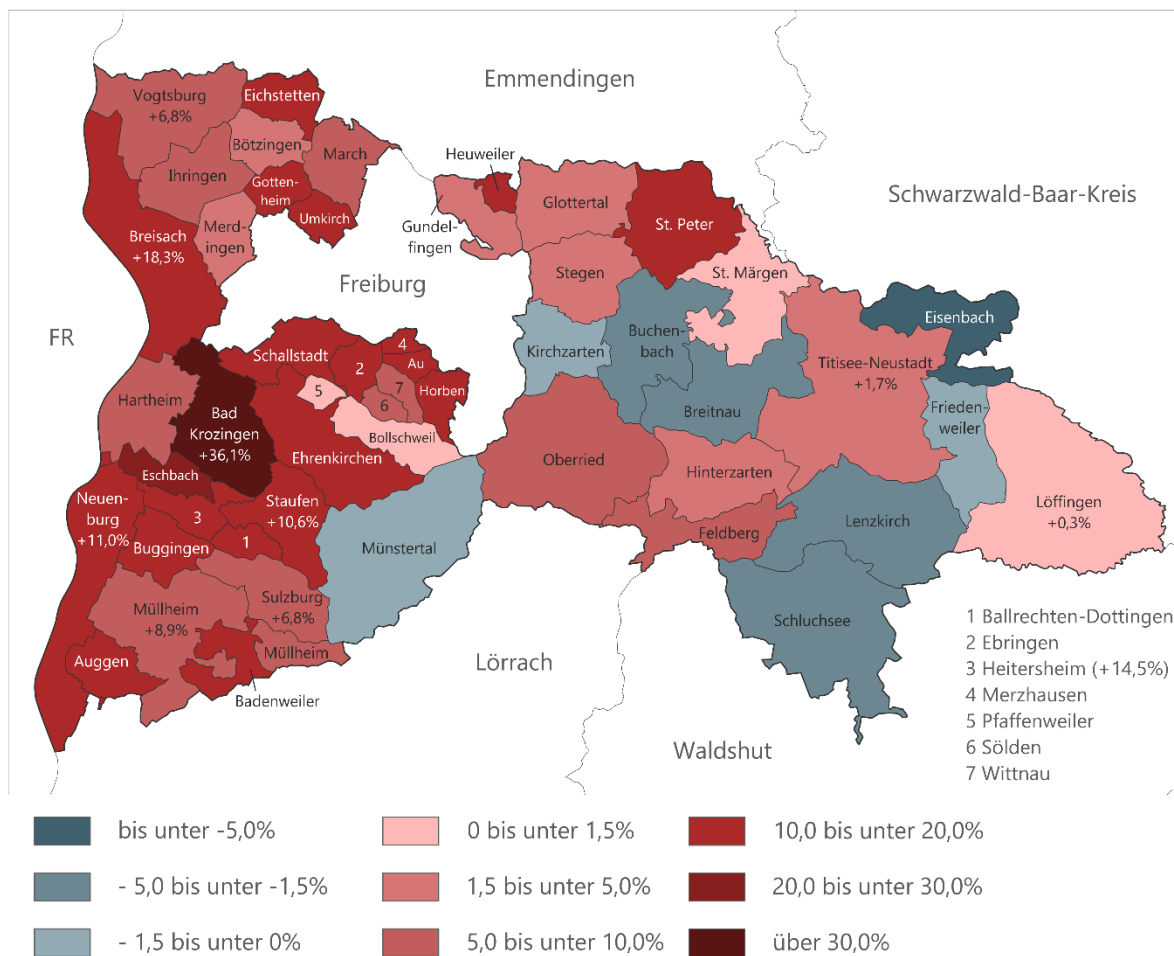 Emmendingen
Vogtsburg
+6,8%
Eichstetten
Bötzingen
March
Ihringen
Gotten-
heim
Umkirch
Merd-
ingen
Breisach
+18,3%
Heuweiler
Gundel-
fingen
Glottertal
St. Peter
Schwarzwald-Baar-Kreis
Stegen
St. Märgen
Freiburg
FR
Eisenbach
Buchen-
bach
Kirchzarten
Titisee-Neustadt
+1,7%
Schallstadt
4
Au
2
5
7
6
Horben
Hartheim
Bad
Krozingen
+36,1%
Bollschweil
Breitnau
Frieden-
weiler
Ehrenkirchen
Oberried
Hinterzarten
Eschbach
Neuen-
burg
+11,0%
Staufen
+10,6%
3
1
Buggingen
Münstertal
Löffingen
+0,3%
Lenzkirch
Feldberg
Sulzburg
+6,8%
Müllheim
+8,9%
Müllheim
Auggen
Badenweiler
Schluchsee
Lörrach
Waldshut
1 Ballrechten-Dottingen
2 Ebringen
3 Heitersheim (+14,5%)
4 Merzhausen
5 Pfaffenweiler
6 Sölden
7 Wittnau
bis unter -5,0%
- 5,0 bis unter -1,5%
- 1,5 bis unter 0%
0 bis unter 1,5%
1,5 bis unter 5,0%
5,0 bis unter 10,0%
10,0 bis unter 20,0%
20,0 bis unter 30,0%
über 30,0%